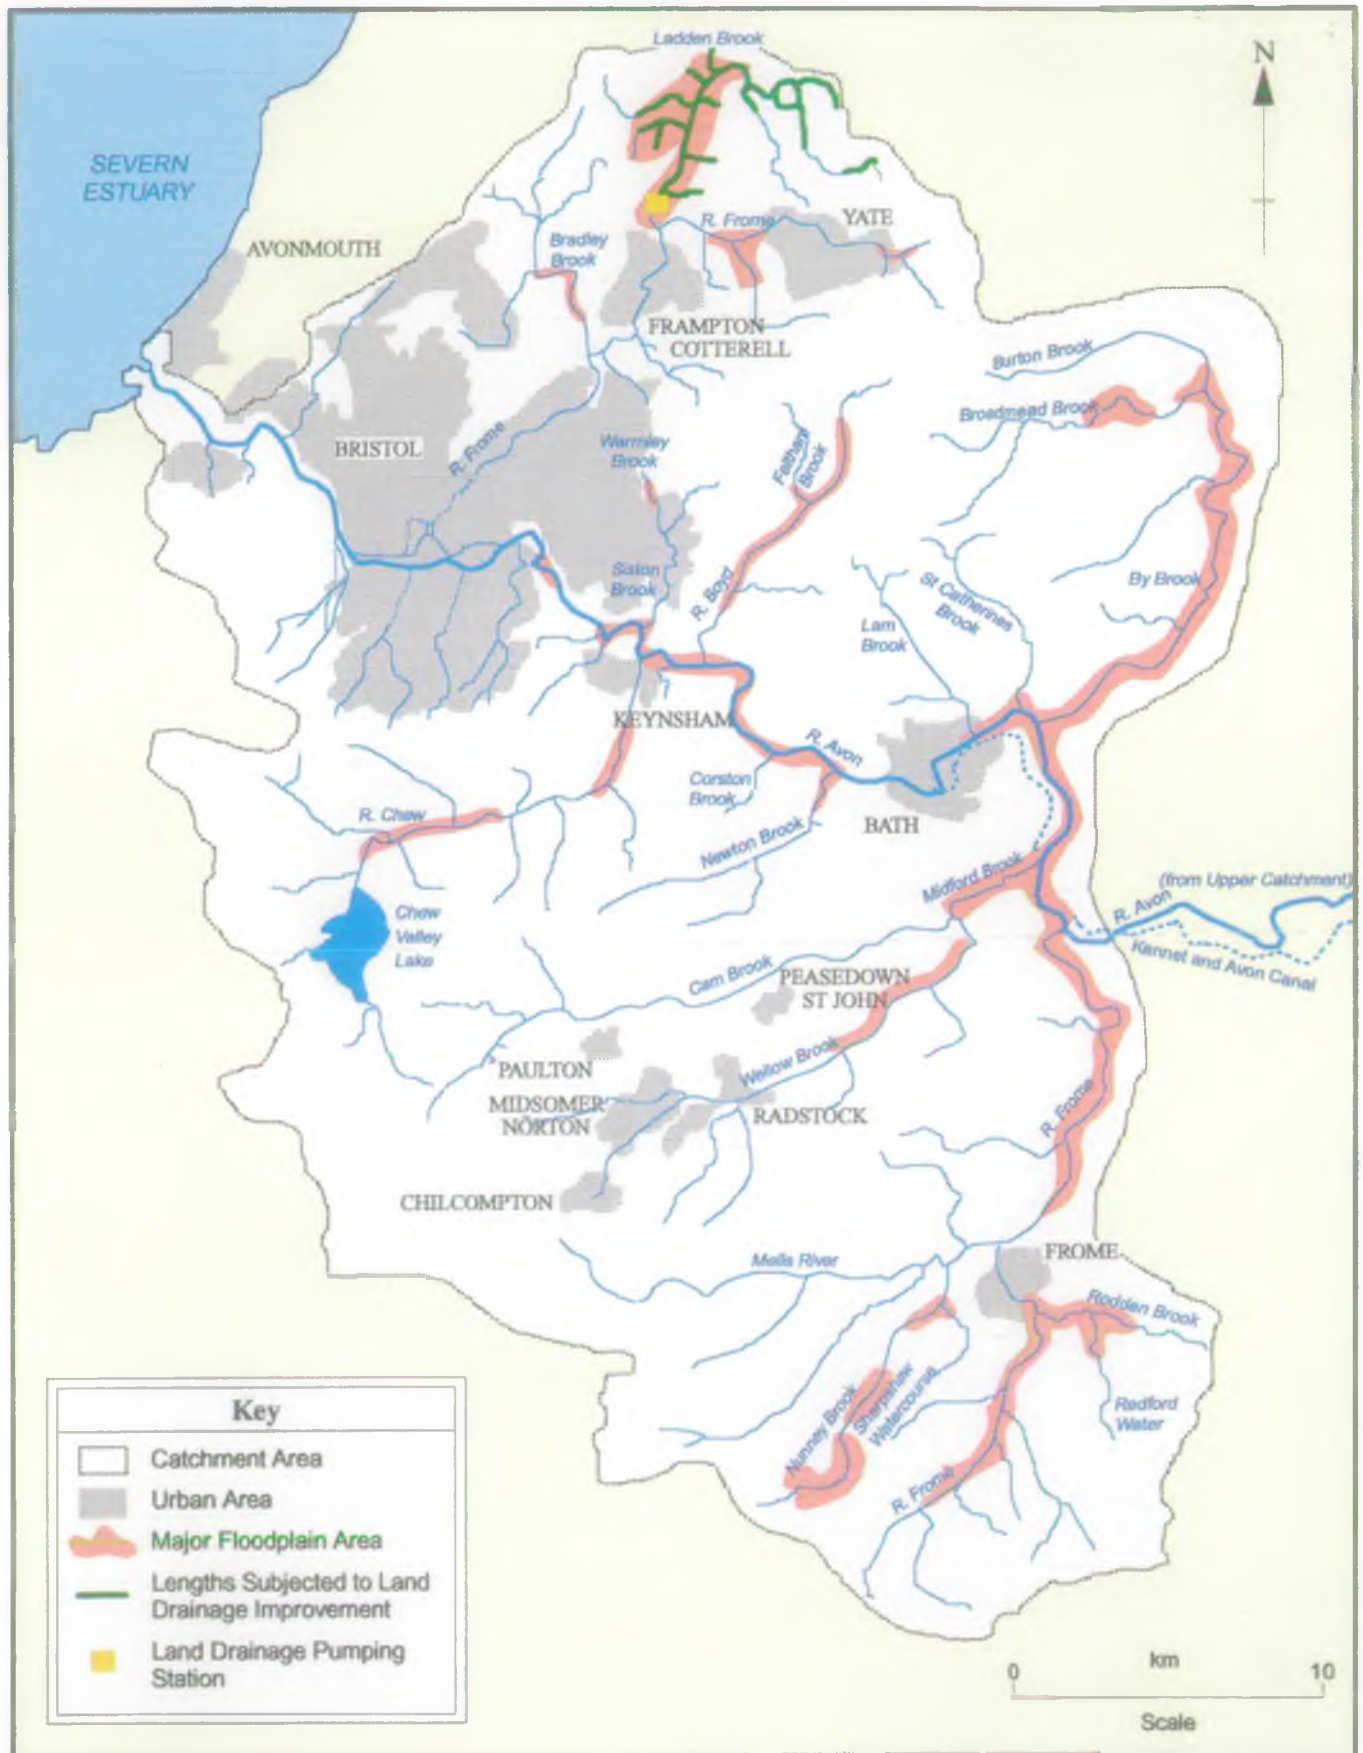 Ladden Brook
N
SEVERN
ESTUARY
AVONMOUTH
R. Frome
YATE
Bradley
Brook
FRAMPTON
COTTERELL
Burton Brook
Broadmead Brook
BRISTOL
R. Frome
Warmley
Brook
Feltham
Brook
Siston
Brook
R. Boyd
St Catherines
Brook
By Brook
Lam
Brook
KEYNSHAM
R. Avon
Corston
Brook
R. Chew
BATH
Newton Brook
Midford Brook
(from Upper Catchment)
R. Avon
Kennet and Avon Canal
Chew
Valley
Lake
Cam Brook
PEASEDOWN
ST JOHN
PAULTON
Wellow Brook
MIDSOMER
NORTON
RADSTOCK
R. Frome
CHILCOMPTON
Mells River
FROME
Rodden Brook
Nunney Brook
Sharpshaw
Watercourse
Redford
Water
R. Frome
Key
Catchment Area
Urban Area
Major Floodplain Area
Lengths Subjected to Land
Drainage Improvement
Land Drainage Pumping
Station
km
0 10
Scale